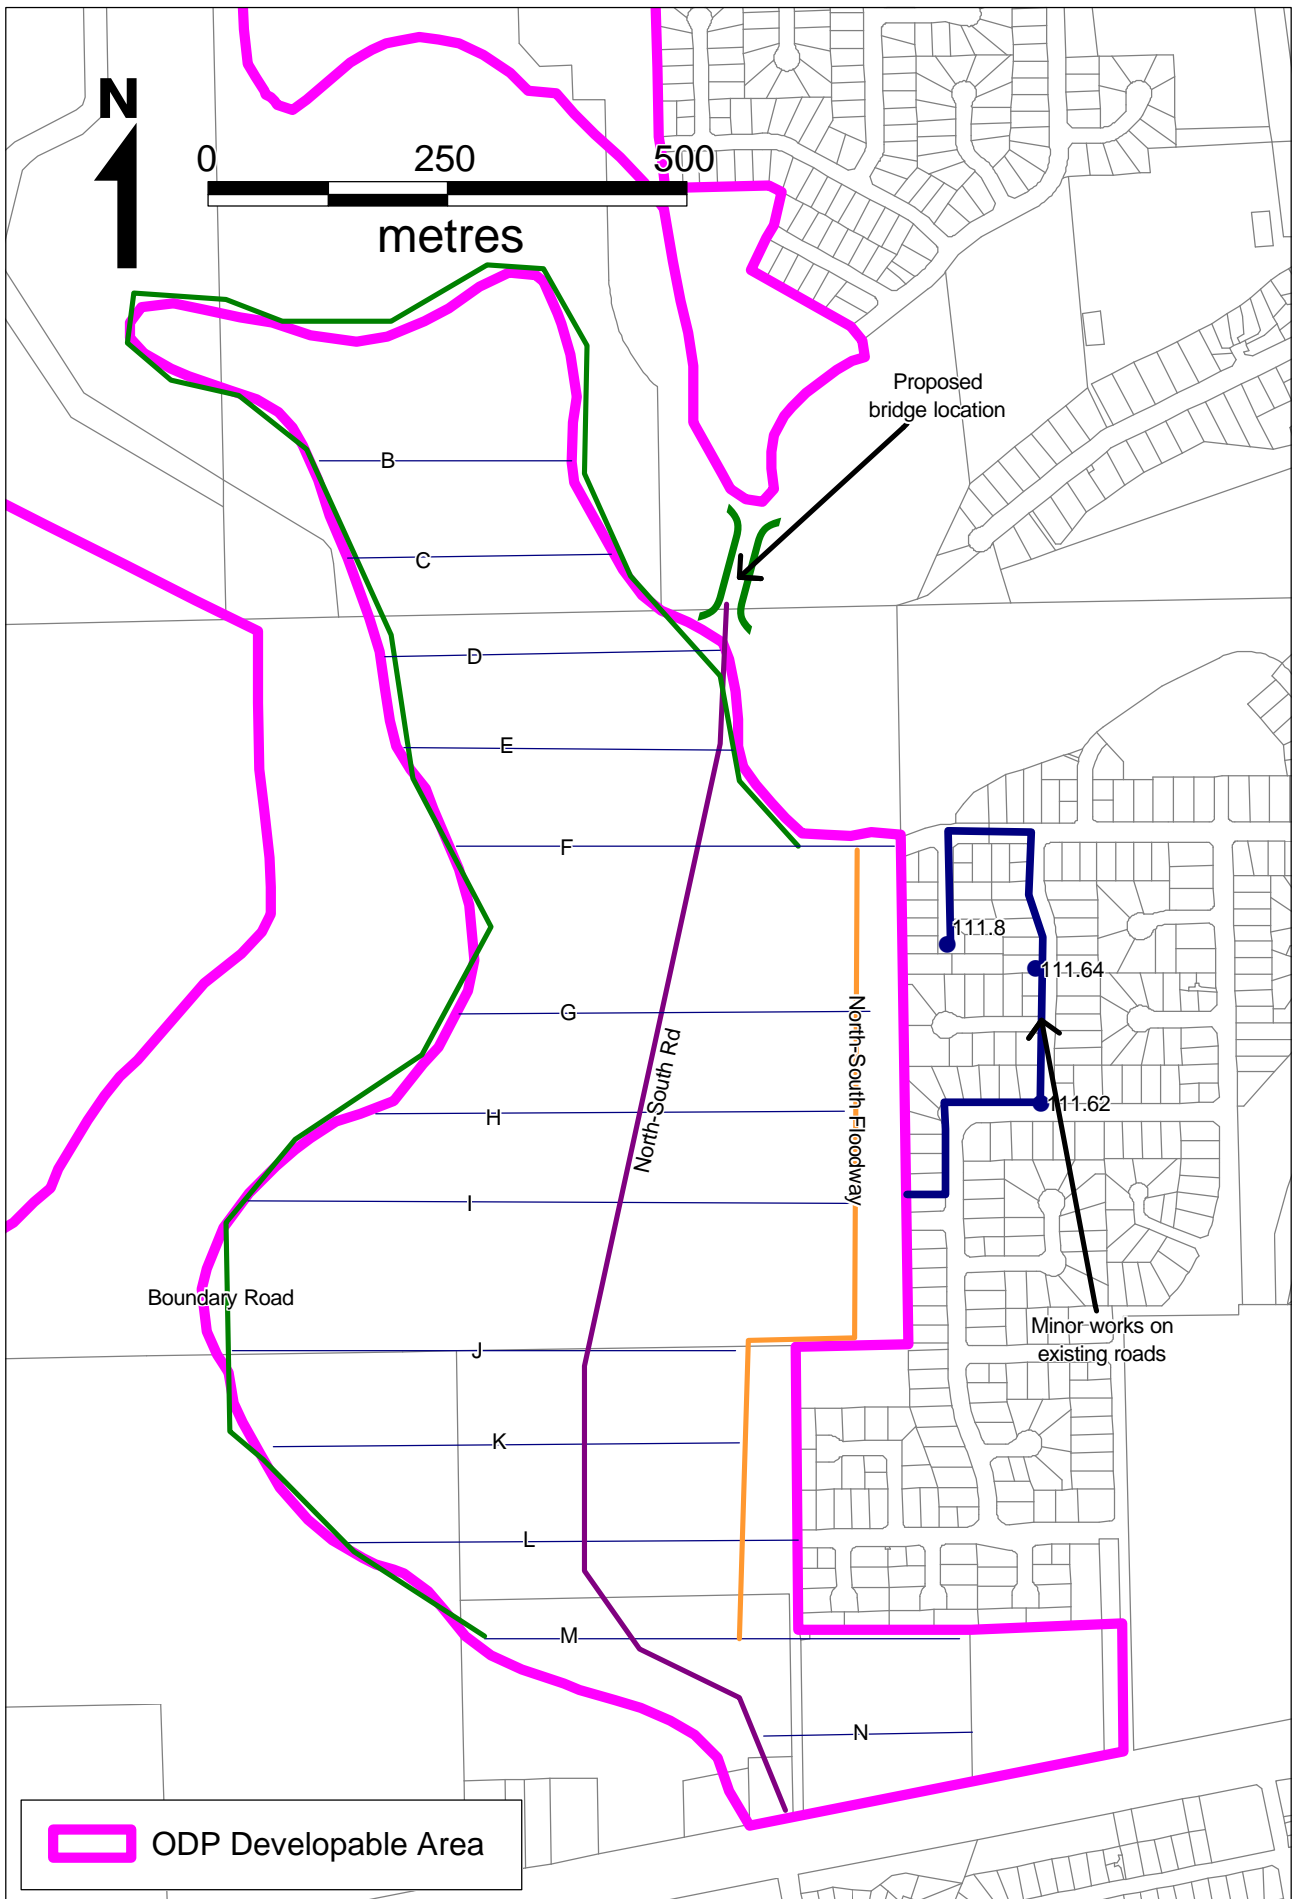 N
0 250 500
metres
Proposed
bridge location
B
C
D
E
F
111.8
111.64
G
North-South Floodway
North-South Rd
H
111.62
I
Boundary Road
Minor works on
existing roads
J
K
L
M
N
ODP Developable Area